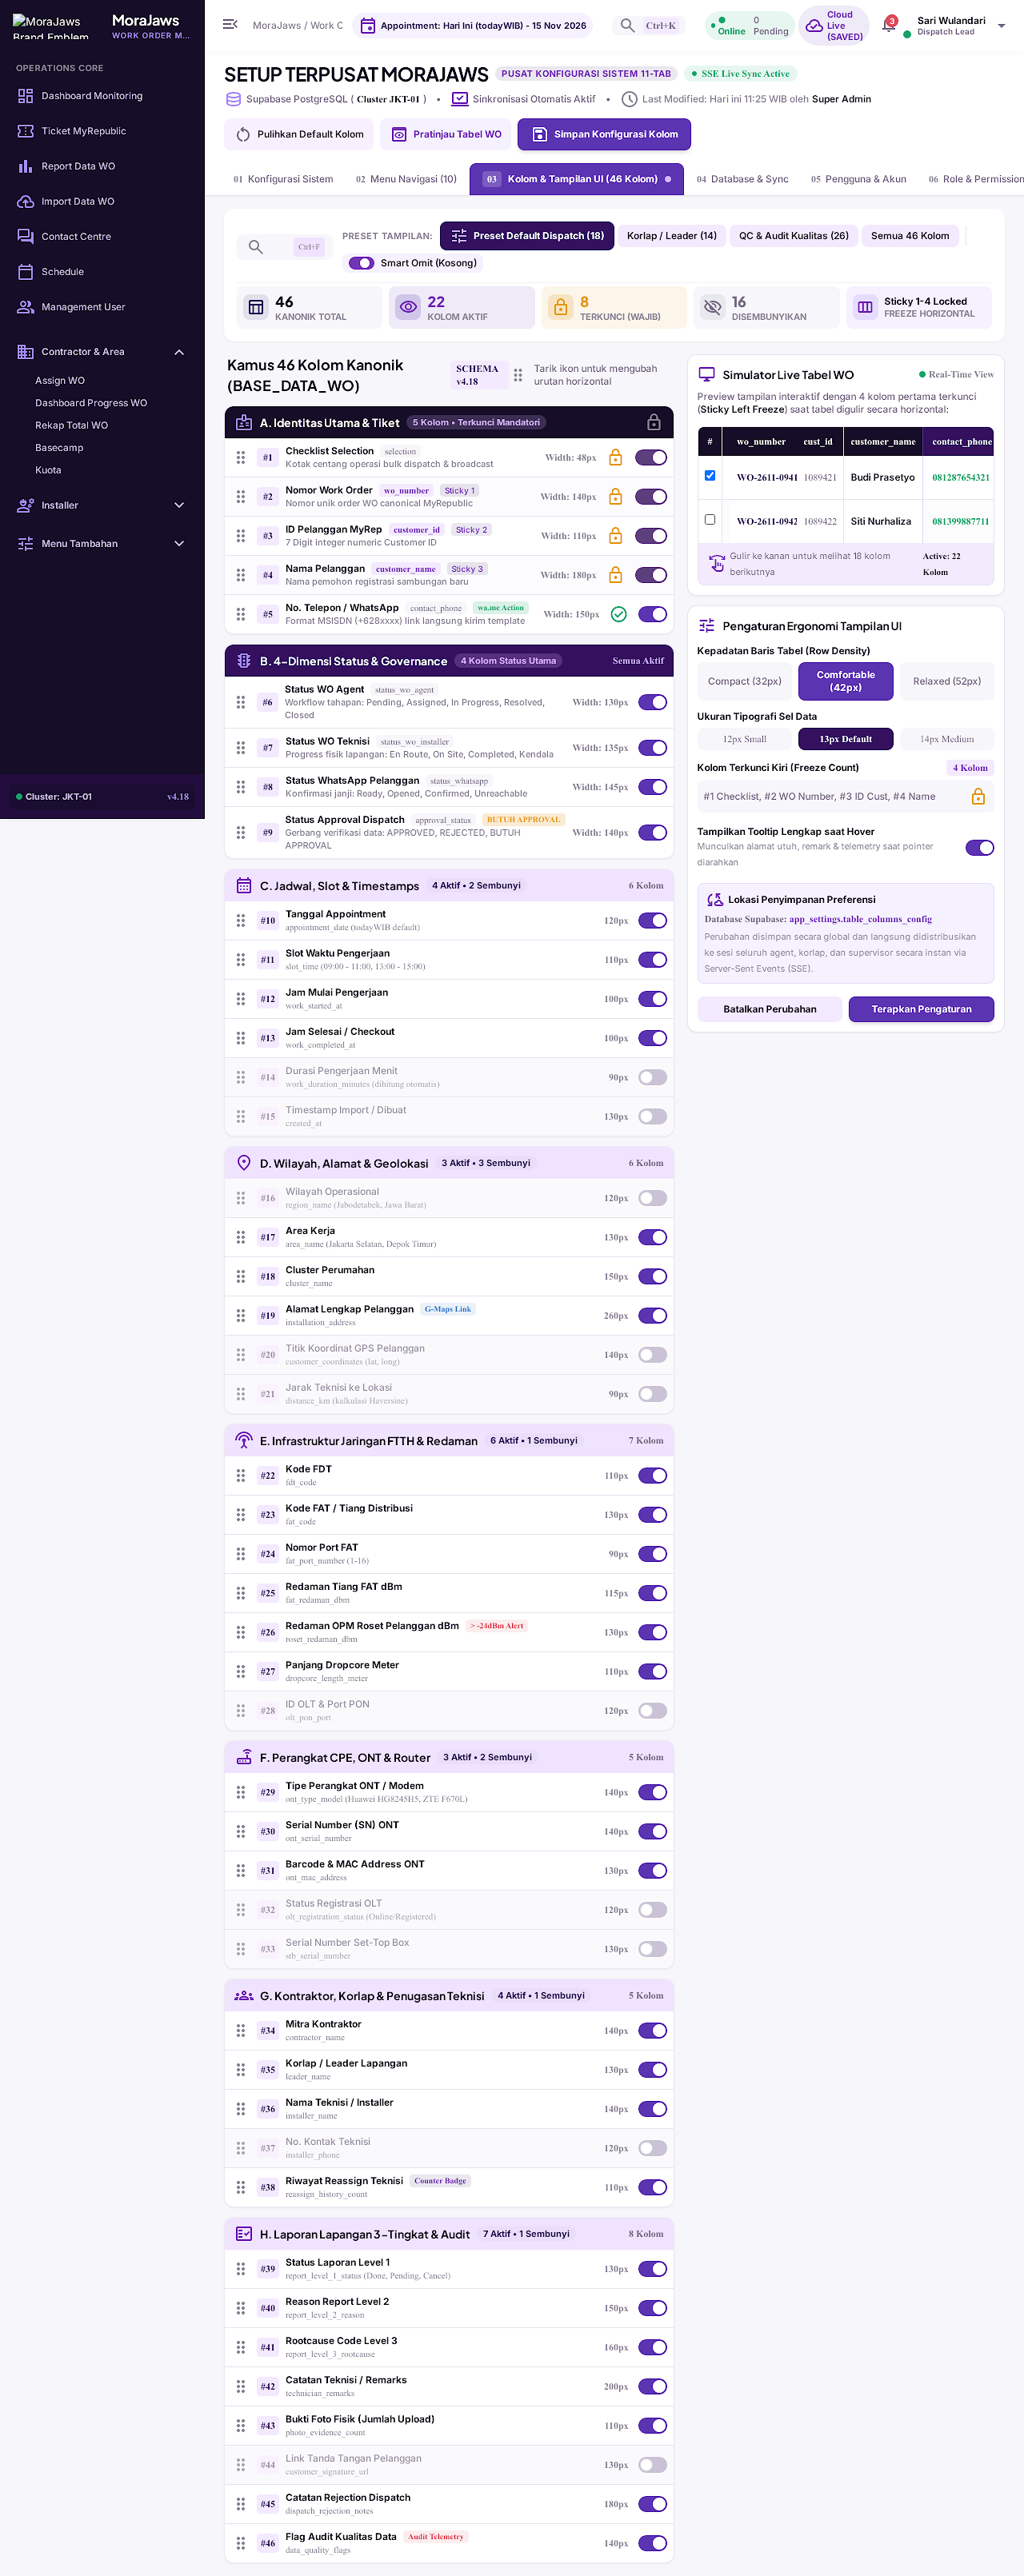 MoraJaws Brand Emblem
MoraJaws
WORK ORDER M...
OPERATIONS CORE
Dashboard Monitoring
Ticket MyRepublic
Report Data WO
Import Data WO
Contact Centre
Schedule
Management User
Contractor & Area
Assign WO
Dashboard Progress WO
Rekap Total WO
Basecamp
Kuota
Installer
Menu Tambahan
Cluster: JKT-01 v4.18
MoraJaws / Work C
Appointment: Hari Ini (todayWIB) - 15 Nov 2026
Ctrl+K
Online
0 Pending
Cloud Live (SAVED)
3
Sari Wulandari
Dispatch Lead
SETUP TERPUSAT MORAJAWS PUSAT KONFIGURASI SISTEM 11-TAB SSE Live Sync Active
Supabase PostgreSQL ( Cluster JKT-01 ) • Sinkronisasi Otomatis Aktif • Last Modified: Hari ini 11:25 WIB oleh Super Admin
Pulihkan Default Kolom Pratinjau Tabel WO Simpan Konfigurasi Kolom
01 Konfigurasi Sistem 02 Menu Navigasi (10) 03 Kolom & Tampilan UI (46 Kolom) 04 Database & Sync 05 Pengguna & Akun 06 Role & Permission
Ctrl+F
PRESET TAMPILAN: Preset Default Dispatch (18) Korlap / Leader (14) QC & Audit Kualitas (26) Semua 46 Kolom
Smart Omit (Kosong)
46
KANONIK TOTAL
22
KOLOM AKTIF
8
TERKUNCI (WAJIB)
16
DISEMBUNYIKAN
Sticky 1-4 Locked
FREEZE HORIZONTAL
Kamus 46 Kolom Kanonik
(BASE_DATA_WO)
SCHEMA
v4.18
Tarik ikon untuk mengubah
urutan horizontal
A. Identitas Utama & Tiket 5 Kolom • Terkunci Mandatori
#1 Checklist Selection selection Width: 48px
Kotak centang operasi bulk dispatch & broadcast
#2 Nomor Work Order wo_number Sticky 1 Width: 140px
Nomor unik order WO canonical MyRepublic
#3 ID Pelanggan MyRep customer_id Sticky 2 Width: 110px
7 Digit integer numeric Customer ID
#4 Nama Pelanggan customer_name Sticky 3 Width: 180px
Nama pemohon registrasi sambungan baru
#5 No. Telepon / WhatsApp contact_phone wa.me Action Width: 150px
Format MSISDN (+628xxxx) link langsung kirim template
B. 4-Dimensi Status & Governance 4 Kolom Status Utama Semua Aktif
#6 Status WO Agent status_wo_agent Width: 130px
Workflow tahapan: Pending, Assigned, In Progress, Resolved,
Closed
#7 Status WO Teknisi status_wo_installer Width: 135px
Progress fisik lapangan: En Route, On Site, Completed, Kendala
#8 Status WhatsApp Pelanggan status_whatsapp Width: 145px
Konfirmasi janji: Ready, Opened, Confirmed, Unreachable
#9 Status Approval Dispatch approval_status BUTUH APPROVAL Width: 140px
Gerbang verifikasi data: APPROVED, REJECTED, BUTUH
APPROVAL
C. Jadwal, Slot & Timestamps 4 Aktif • 2 Sembunyi 6 Kolom
#10 Tanggal Appointment 120px
appointment_date (todayWIB default)
#11 Slot Waktu Pengerjaan 110px
slot_time (09:00 - 11:00, 13:00 - 15:00)
#12 Jam Mulai Pengerjaan 100px
work_started_at
#13 Jam Selesai / Checkout 100px
work_completed_at
#14 Durasi Pengerjaan Menit 90px
work_duration_minutes (dihitung otomatis)
#15 Timestamp Import / Dibuat 130px
created_at
D. Wilayah, Alamat & Geolokasi 3 Aktif • 3 Sembunyi 6 Kolom
#16 Wilayah Operasional 120px
region_name (Jabodetabek, Jawa Barat)
#17 Area Kerja 130px
area_name (Jakarta Selatan, Depok Timur)
#18 Cluster Perumahan 150px
cluster_name
#19 Alamat Lengkap Pelanggan G-Maps Link 260px
installation_address
#20 Titik Koordinat GPS Pelanggan 140px
customer_coordinates (lat, long)
#21 Jarak Teknisi ke Lokasi 90px
distance_km (kalkulasi Haversine)
E. Infrastruktur Jaringan FTTH & Redaman 6 Aktif • 1 Sembunyi 7 Kolom
#22 Kode FDT 110px
fdt_code
#23 Kode FAT / Tiang Distribusi 130px
fat_code
#24 Nomor Port FAT 90px
fat_port_number (1-16)
#25 Redaman Tiang FAT dBm 115px
fat_redaman_dbm
#26 Redaman OPM Roset Pelanggan dBm > -24dBm Alert 130px
roset_redaman_dbm
#27 Panjang Dropcore Meter 110px
dropcore_length_meter
#28 ID OLT & Port PON 120px
olt_pon_port
F. Perangkat CPE, ONT & Router 3 Aktif • 2 Sembunyi 5 Kolom
#29 Tipe Perangkat ONT / Modem 140px
ont_type_model (Huawei HG8245H5, ZTE F670L)
#30 Serial Number (SN) ONT 140px
ont_serial_number
#31 Barcode & MAC Address ONT 130px
ont_mac_address
#32 Status Registrasi OLT 120px
olt_registration_status (Online/Registered)
#33 Serial Number Set-Top Box 130px
stb_serial_number
G. Kontraktor, Korlap & Penugasan Teknisi 4 Aktif • 1 Sembunyi 5 Kolom
#34 Mitra Kontraktor 140px
contractor_name
#35 Korlap / Leader Lapangan 130px
leader_name
#36 Nama Teknisi / Installer 140px
installer_name
#37 No. Kontak Teknisi 120px
installer_phone
#38 Riwayat Reassign Teknisi Counter Badge 110px
reassign_history_count
H. Laporan Lapangan 3-Tingkat & Audit 7 Aktif • 1 Sembunyi 8 Kolom
#39 Status Laporan Level 1 130px
report_level_1_status (Done, Pending, Cancel)
#40 Reason Report Level 2 150px
report_level_2_reason
#41 Rootcause Code Level 3 160px
report_level_3_rootcause
#42 Catatan Teknisi / Remarks 200px
technician_remarks
#43 Bukti Foto Fisik (Jumlah Upload) 110px
photo_evidence_count
#44 Link Tanda Tangan Pelanggan 130px
customer_signature_url
#45 Catatan Rejection Dispatch 180px
dispatch_rejection_notes
#46 Flag Audit Kualitas Data Audit Telemetry 140px
data_quality_flags
Simulator Live Tabel WO Real-Time View
Preview tampilan interaktif dengan 4 kolom pertama terkunci
(Sticky Left Freeze) saat tabel digulir secara horizontal:
# wo_number cust_id customer_name contact_phone
WO-2611-0941 1089421 Budi Prasetyo 081287654321
WO-2611-0942 1089422 Siti Nurhaliza 081399887711
Gulir ke kanan untuk melihat 18 kolom
berikutnya
Active: 22
Kolom
Pengaturan Ergonomi Tampilan UI
Kepadatan Baris Tabel (Row Density)
Compact (32px) Comfortable (42px) Relaxed (52px)
Ukuran Tipografi Sel Data
12px Small 13px Default 14px Medium
Kolom Terkunci Kiri (Freeze Count) 4 Kolom
#1 Checklist, #2 WO Number, #3 ID Cust, #4 Name
Tampilkan Tooltip Lengkap saat Hover
Munculkan alamat utuh, remark & telemetry saat pointer
diarahkan
Lokasi Penyimpanan Preferensi
Database Supabase: app_settings.table_columns_config
Perubahan disimpan secara global dan langsung didistribusikan
ke sesi seluruh agent, korlap, dan supervisor secara instan via
Server-Sent Events (SSE).
Batalkan Perubahan Terapkan Pengaturan